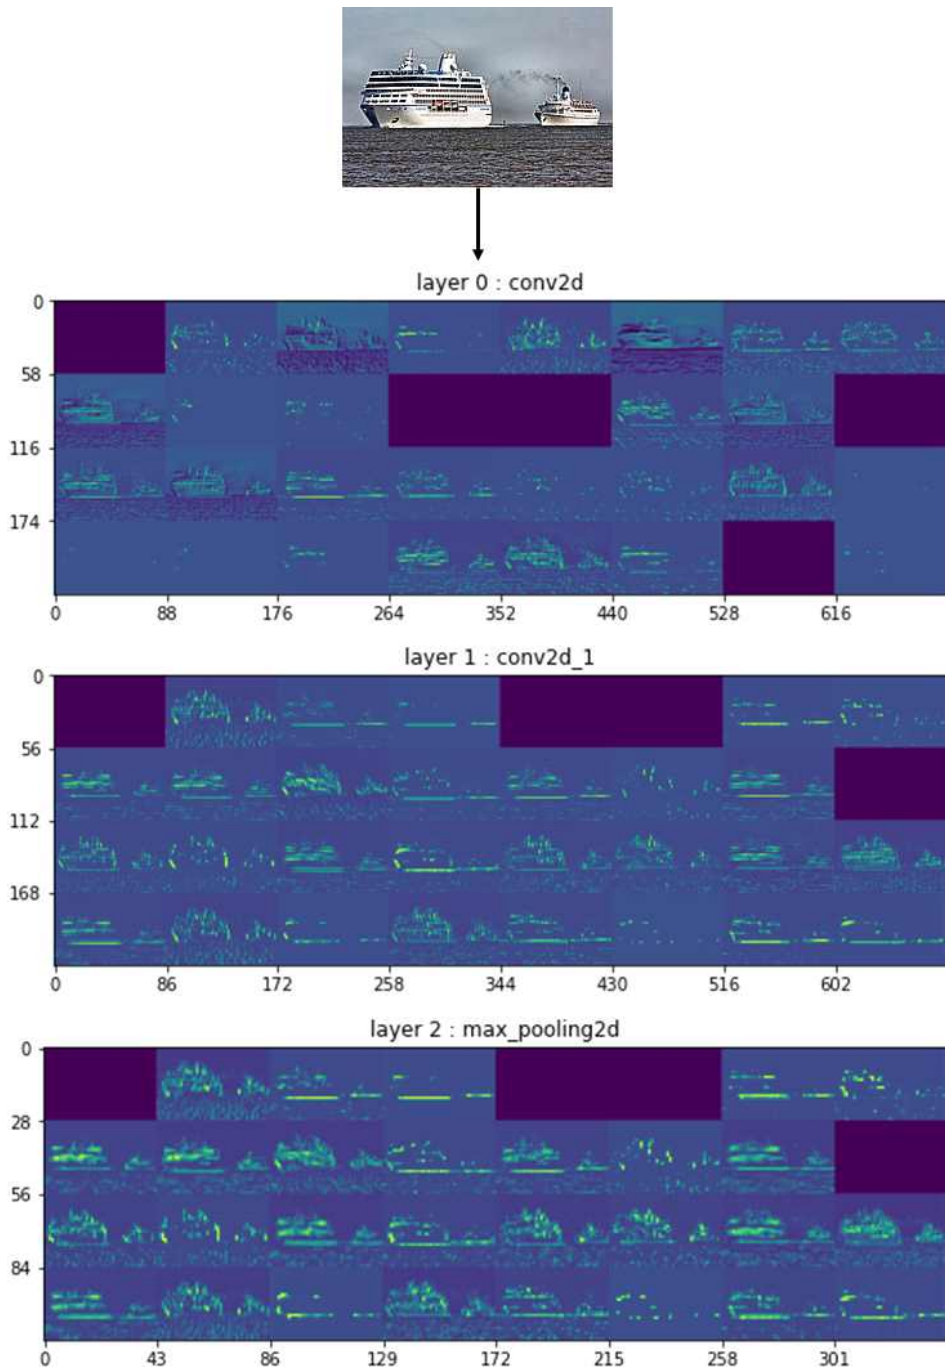 layer 0 : conv2d
0
58
116
174
0 88 176 264 352 440 528 616
layer 1 : conv2d_1
0
56
112
168
0 86 172 258 344 430 516 602
layer 2 : max_pooling2d
0
28
56
84
0 43 86 129 172 215 258 301